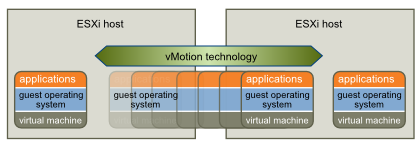 ESXi host
ESXi host
vMotion technology
applications
guest operating
system
virtual machine
guest operating
system
applications
guest operating
system
virtual machine
applications
guest operating
system
virtual machine